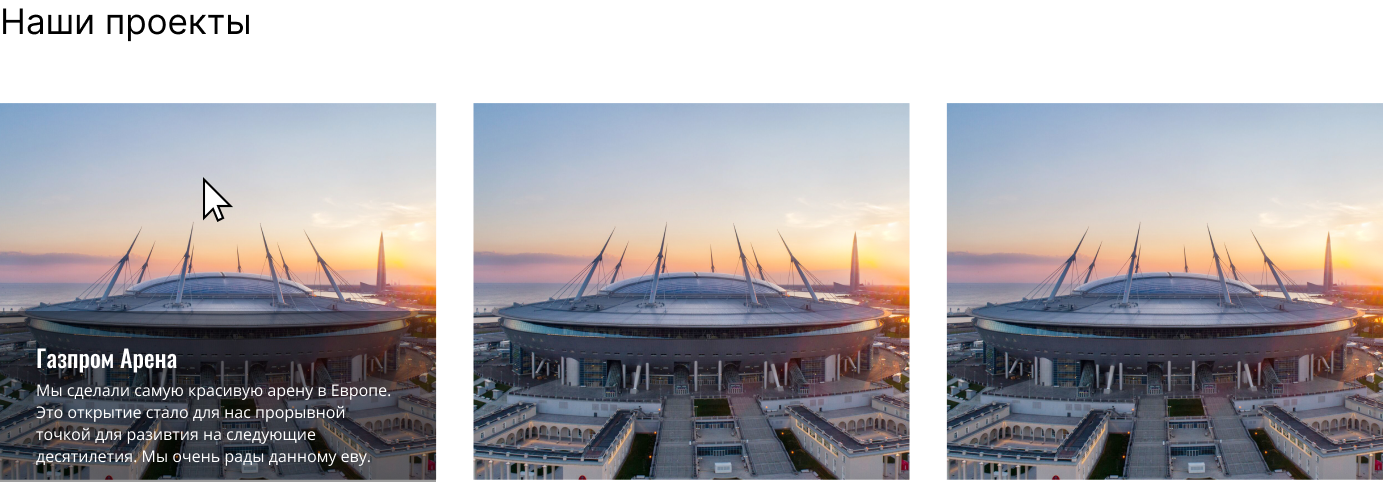 Наши проекты
Газпром Арена
Мы сделали самую красивую арену в Европе.
Это открытие стало для нас прорывной
точкой для разивтия на следующие
десятилетия. Мы очень рады данному еву.